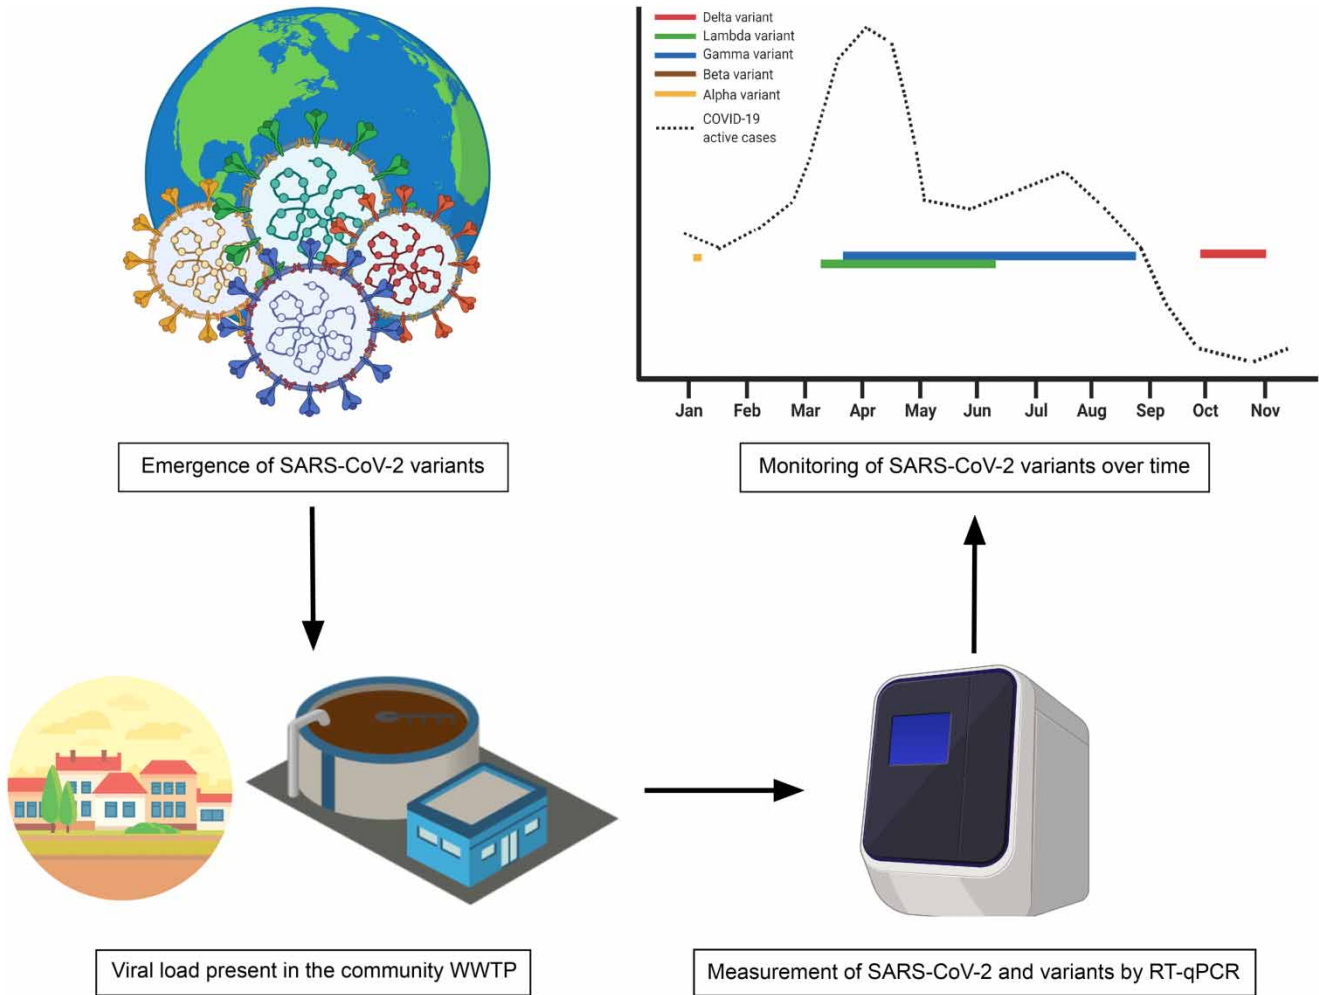 Delta variant
Lambda variant
Gamma variant
Beta variant
Alpha variant
COVID-19
active cases
Jan Feb Mar Apr May Jun Jul Aug Sep Oct Nov
Emergence of SARS-CoV-2 variants
Monitoring of SARS-CoV-2 variants over time
Viral load present in the community WWTP
Measurement of SARS-CoV-2 and variants by RT-qPCR